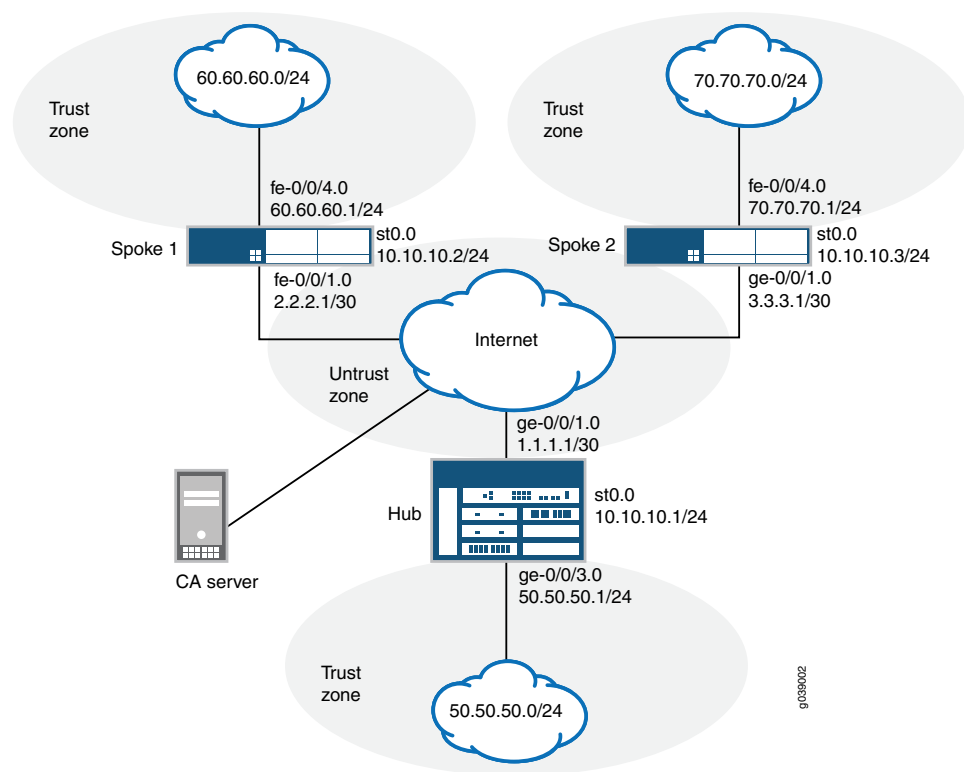 60.60.60.0/24
70.70.70.0/24
Trust
zone
Trust
zone
fe-0/0/4.0
60.60.60.1/24
fe-0/0/4.0
70.70.70.1/24
Spoke 1
st0.0
10.10.10.2/24
Spoke 2
st0.0
10.10.10.3/24
fe-0/0/1.0
2.2.2.1/30
ge-0/0/1.0
3.3.3.1/30
Internet
Untrust
zone
ge-0/0/1.0
1.1.1.1/30
Hub
st0.0
10.10.10.1/24
CA server
ge-0/0/3.0
50.50.50.1/24
Trust
zone
50.50.50.0/24
g039002